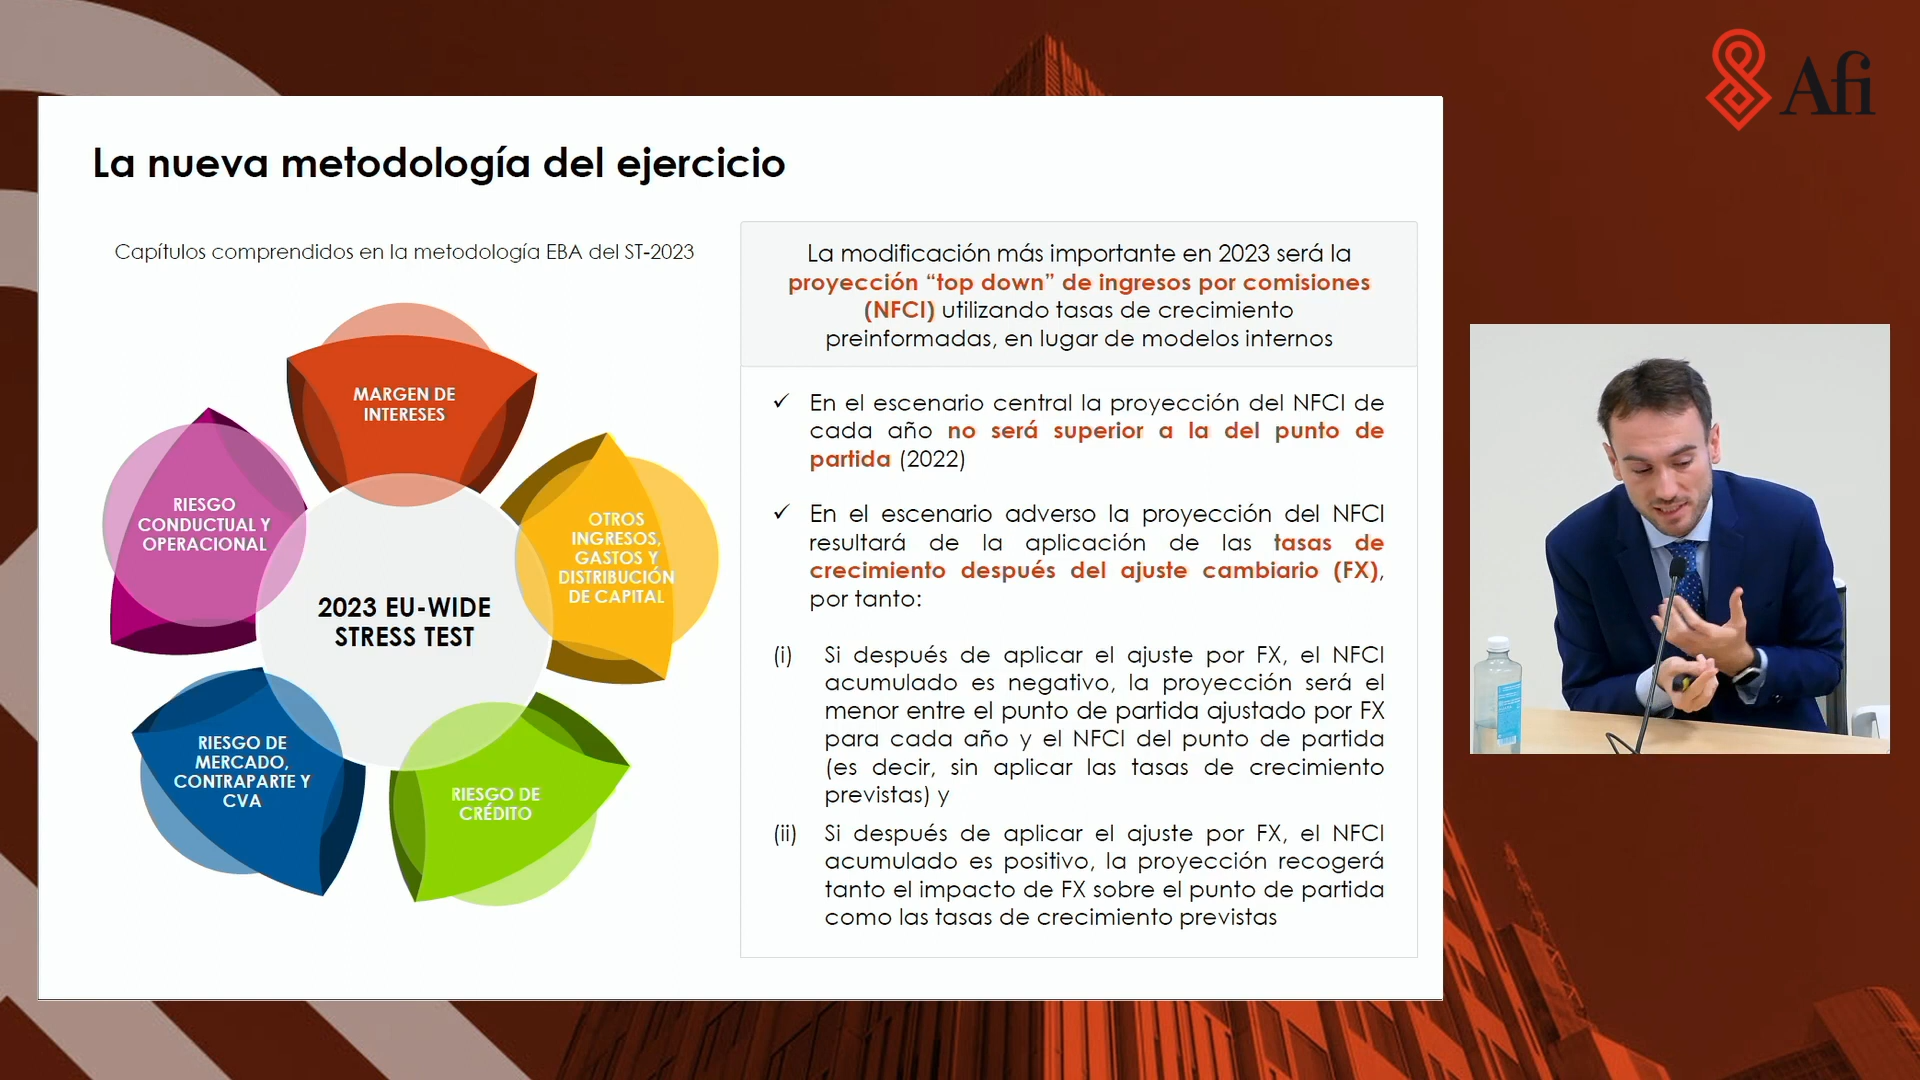 Afi
La nueva metodología del ejercicio
Capítulos comprendidos en la metodología EBA del ST-2023
MARGEN DE
INTERESES
OTROS
INGRESOS,
GASTOS Y
DISTRIBUCIÓN
DE CAPITAL
RIESGO DE
CRÉDITO
RIESGO DE
MERCADO,
CONTRAPARTE Y
CVA
RIESGO
CONDUCTUAL Y
OPERACIONAL
2023 EU-WIDE
STRESS TEST
La modificación más importante en 2023 será la
proyección “top down” de ingresos por comisiones
(NFCI) utilizando tasas de crecimiento
preinformadas, en lugar de modelos internos
✓ En el escenario central la proyección del NFCI de
cada año no será superior a la del punto de
partida (2022)
✓ En el escenario adverso la proyección del NFCI
resultará de la aplicación de las tasas de
crecimiento después del ajuste cambiario (FX),
por tanto:
(i) Si después de aplicar el ajuste por FX, el NFCI
acumulado es negativo, la proyección será el
menor entre el punto de partida ajustado por FX
para cada año y el NFCI del punto de partida
(es decir, sin aplicar las tasas de crecimiento
previstas) y
(ii) Si después de aplicar el ajuste por FX, el NFCI
acumulado es positivo, la proyección recogerá
tanto el impacto de FX sobre el punto de partida
como las tasas de crecimiento previstas